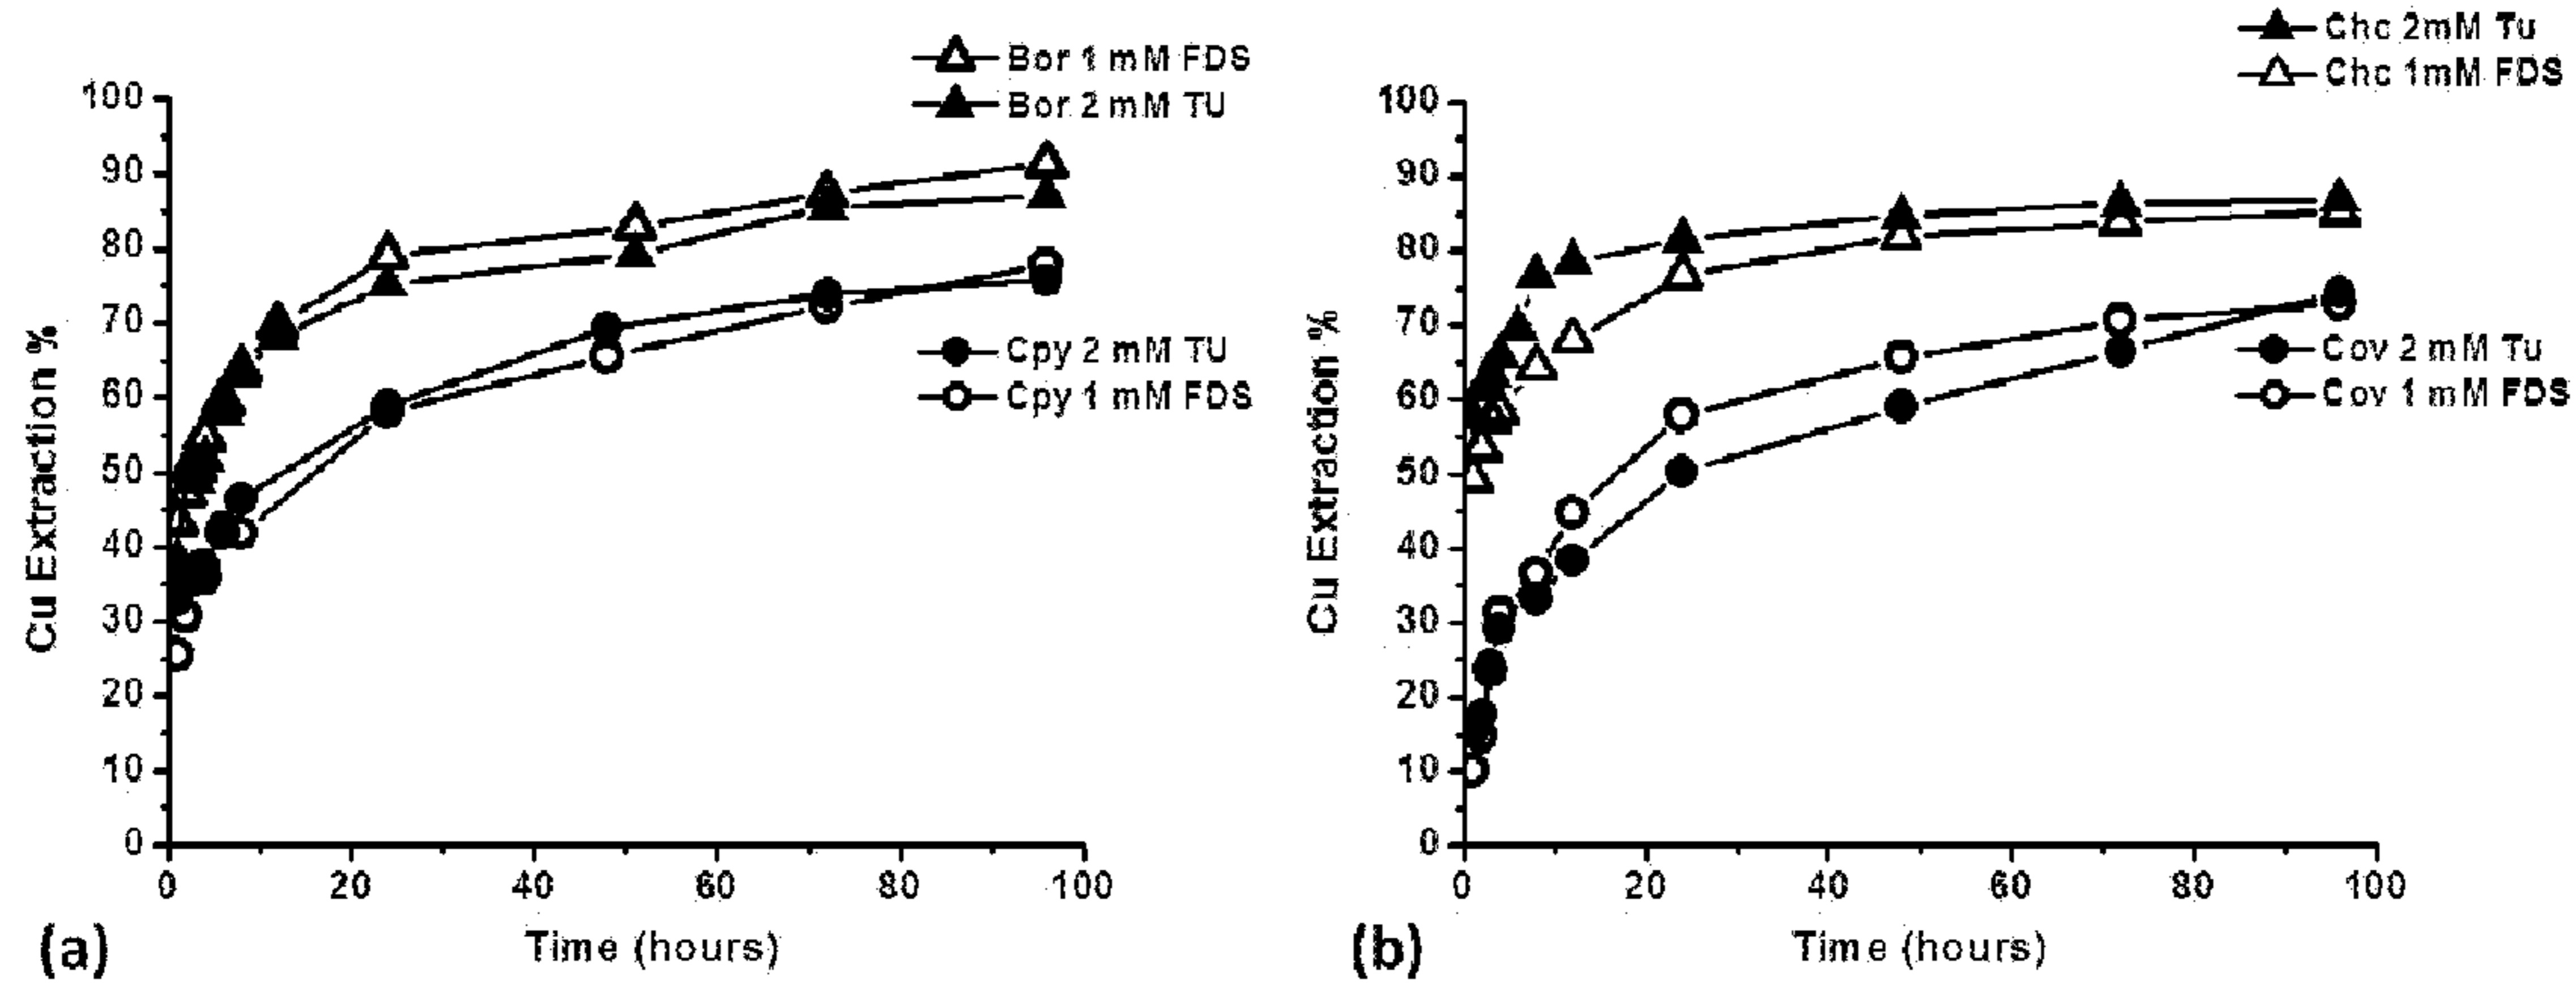 Bor 1 mM FDS
Bor 2 mM TU
100
90
80
70
60
50
40
30
20
10
0
Cu Extraction %
Cpy 2 mM TU
Cpy 1 mM FDS
0 20 40 60 80 100
(a)
Time (hours)
Chc 2mM Tu
Chc 1mM FDS
100
90
80
70
60
50
40
30
20
10
0
Cu Extraction %
Cov 2 mM Tu
Cov 1 mM FDS
0 20 40 60 80 100
(b)
Time (hours)